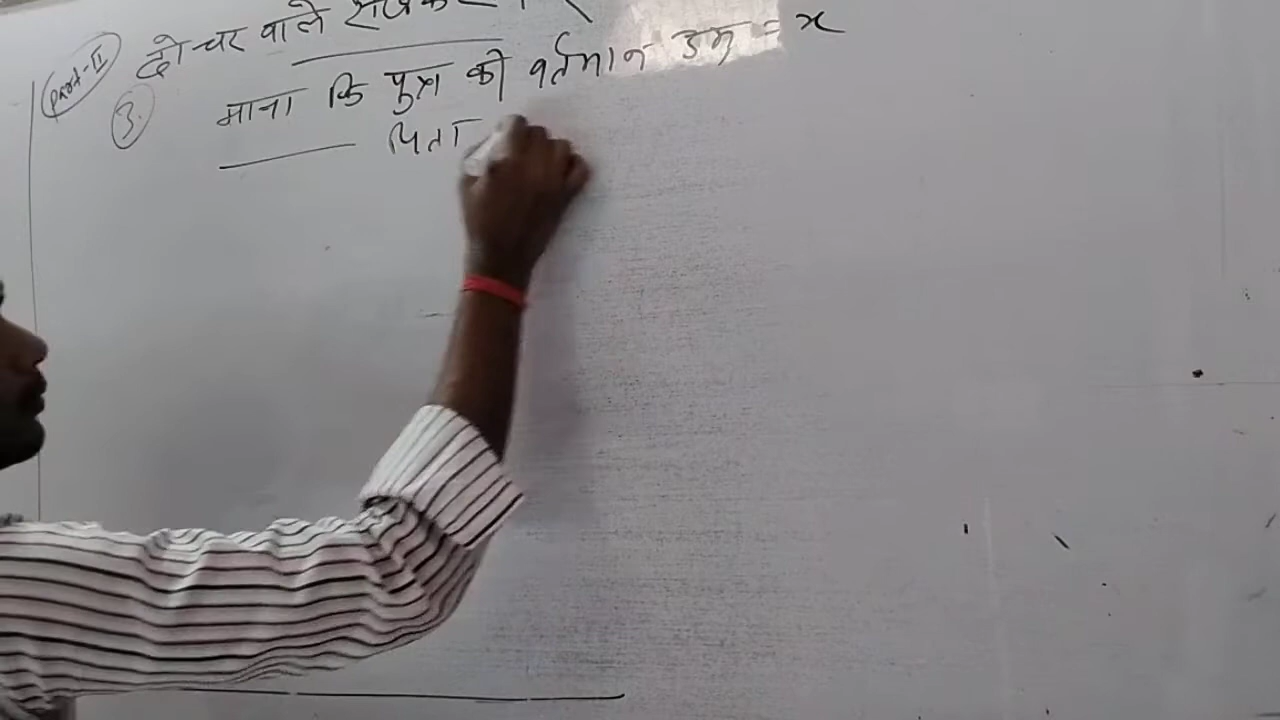 Part-II दो चर वाले
3. माना कि पुत्र की वर्तमान उम्र = x
——— पिता